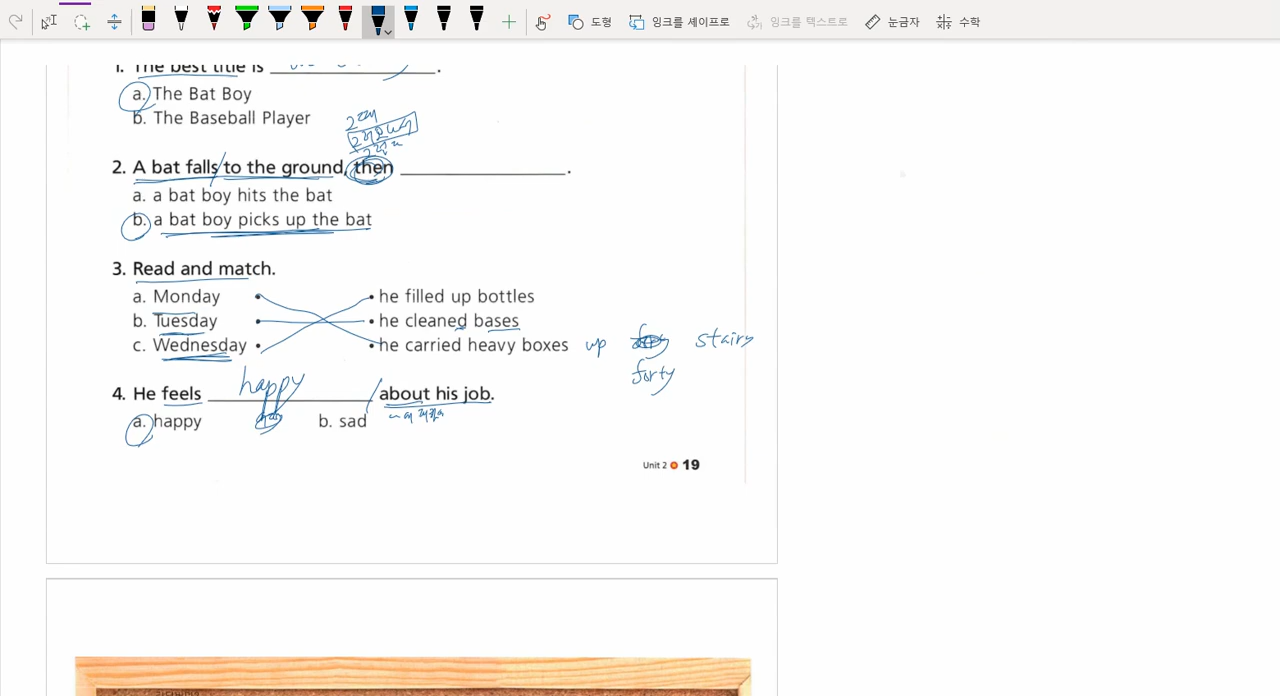 도형 잉크를 셰이프로 잉크를 텍스트로 눈금자 수학
1. The best title is ____________.
a. The Bat Boy
b. The Baseball Player
2. A bat falls to the ground, then ____________.
a. a bat boy hits the bat
b. a bat boy picks up the bat
3. Read and match.
a. Monday • • he filled up bottles
b. Tuesday • • he cleaned bases
c. Wednesday • • he carried heavy boxes up stairs
forty
4. He feels happy about his job.
a. happy b. sad
Unit 2 19